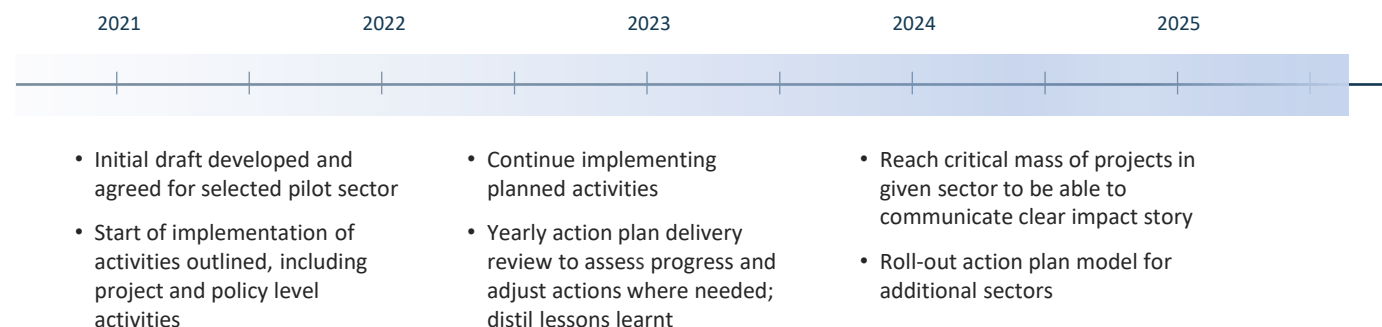 2021 2022 2023 2024 2025
• Initial draft developed and
agreed for selected pilot sector
• Start of implementation of
activities outlined, including
project and policy level
activities
• Continue implementing
planned activities
• Yearly action plan delivery
review to assess progress and
adjust actions where needed;
distil lessons learnt
• Reach critical mass of projects in
given sector to be able to
communicate clear impact story
• Roll-out action plan model for
additional sectors